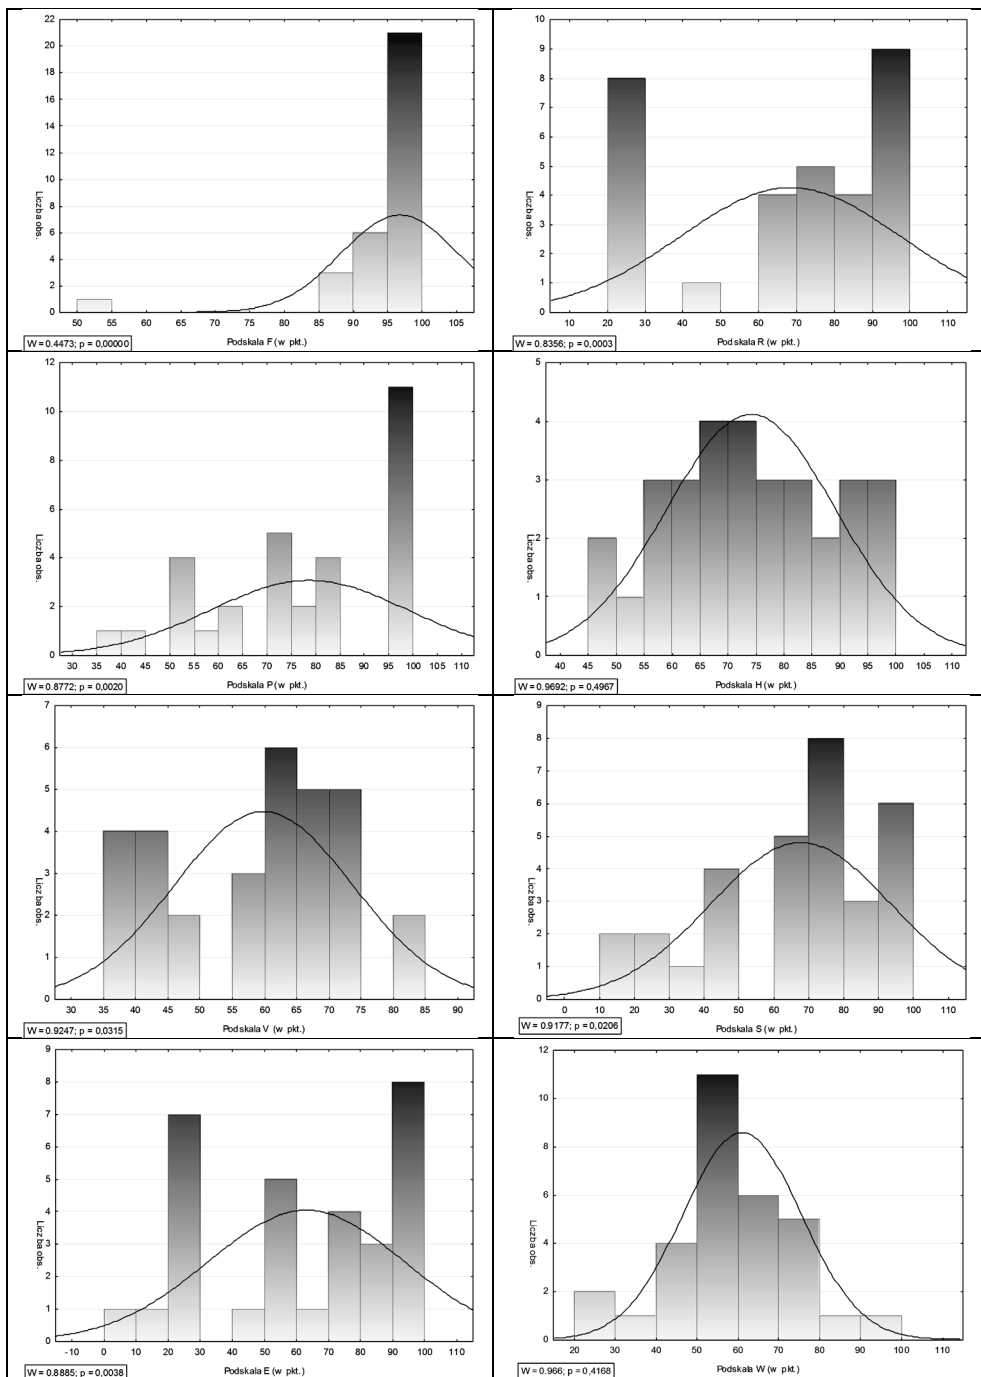 22
20
18
16
14
12
10
8
6
4
2
0
Liczba obs.
50 55 60 65 70 75 80 85 90 95 100 105
W = 0.4473; p = 0,00000
Podskala F (w pkt.)
10
9
8
7
6
5
4
3
2
1
0
Liczba obs.
10 20 30 40 50 60 70 80 90 100 110
W = 0.8356; p = 0,0003
Podskala R (w pkt.)
12
10
8
6
4
2
0
Liczba obs.
30 35 40 45 50 55 60 65 70 75 80 85 90 95 100 105 110
W = 0.8772; p = 0,0020
Podskala P (w pkt.)
5
4
3
2
1
0
Liczba obs.
40 45 50 55 60 65 70 75 80 85 90 95 100 105 110
W = 0.9692; p = 0,4967
Podskala H (w pkt.)
7
6
5
4
3
2
1
0
Liczba obs.
30 35 40 45 50 55 60 65 70 75 80 85 90
W = 0.9247; p = 0,0315
Podskala V (w pkt.)
9
8
7
6
5
4
3
2
1
0
Liczba obs.
0 10 20 30 40 50 60 70 80 90 100 110
W = 0.9177; p = 0,0206
Podskala S (w pkt.)
9
8
7
6
5
4
3
2
1
0
Liczba obs.
-10 0 10 20 30 40 50 60 70 80 90 100 110
W = 0.8885; p = 0,0038
Podskala E (w pkt.)
12
10
8
6
4
2
0
Liczba obs.
20 30 40 50 60 70 80 90 100 110
W = 0.966; p = 0,4168
Podskala W (w pkt.)